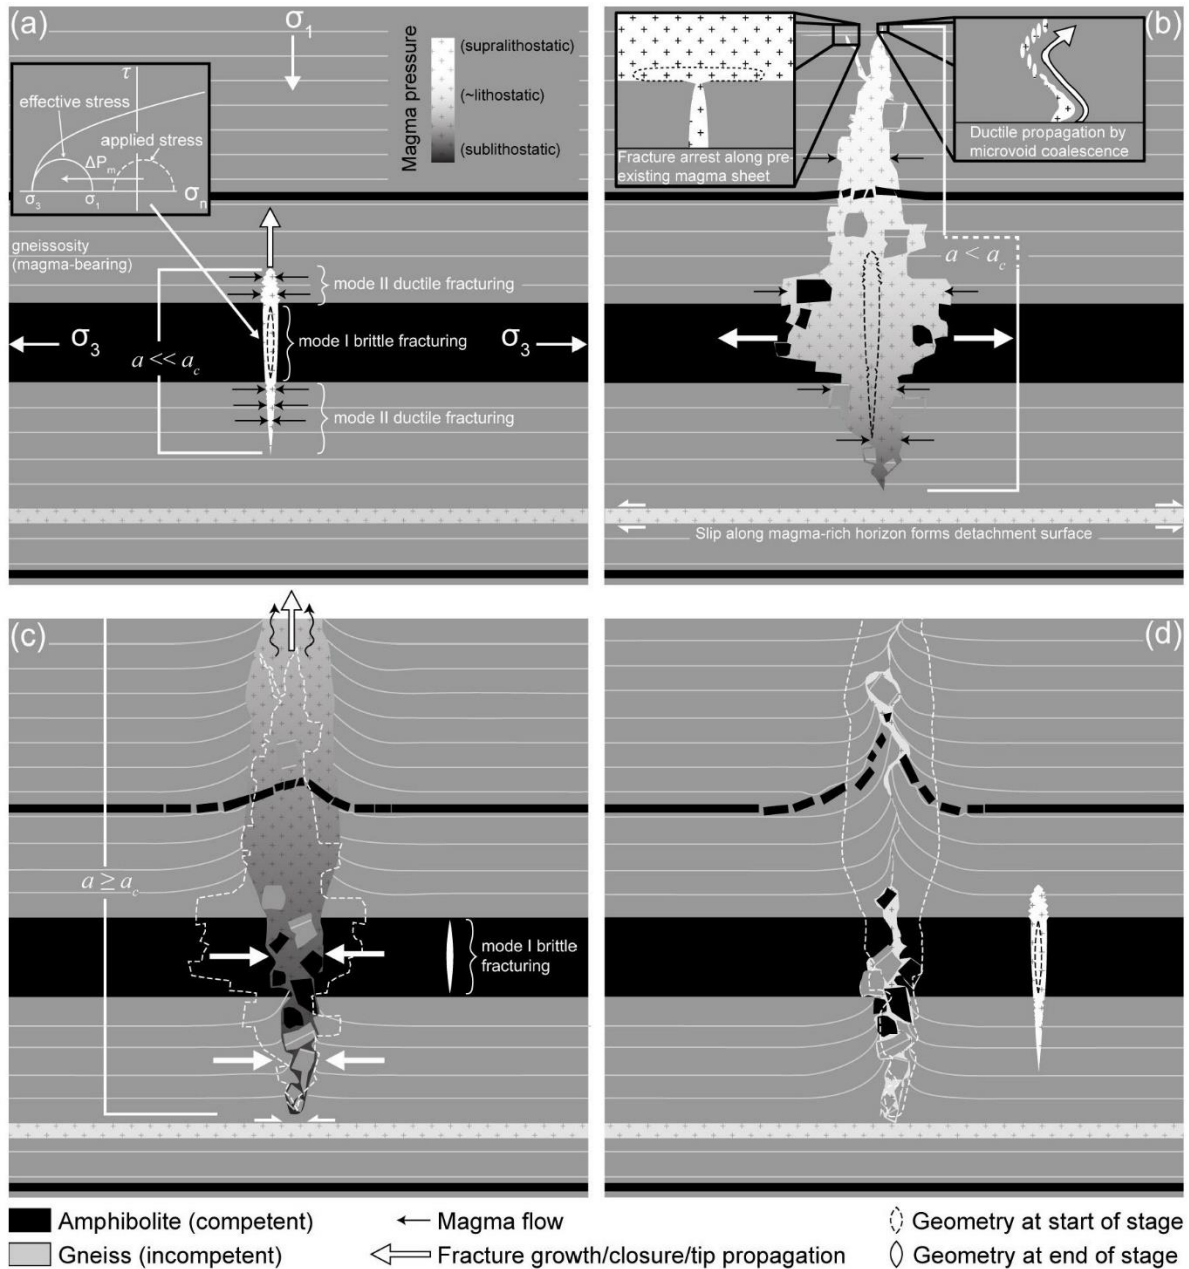 (a)
σ1
τ
effective stress
applied stress
ΔPm
σ3
σ1
σn
Magma pressure
(supralithostatic)
(~lithostatic)
(sublithostatic)
gneissosity
(magma-bearing)
mode II ductile fracturing
σ3
a << ac
mode I brittle fracturing
σ3
mode II ductile fracturing
(b)
Fracture arrest along pre-
existing magma sheet
Ductile propagation by
microvoid coalescence
a < ac
Slip along magma-rich horizon forms detachment surface
(c)
a ≥ ac
mode I brittle
fracturing
(d)
Amphibolite (competent)
Gneiss (incompetent)
Magma flow
Fracture growth/closure/tip propagation
Geometry at start of stage
Geometry at end of stage